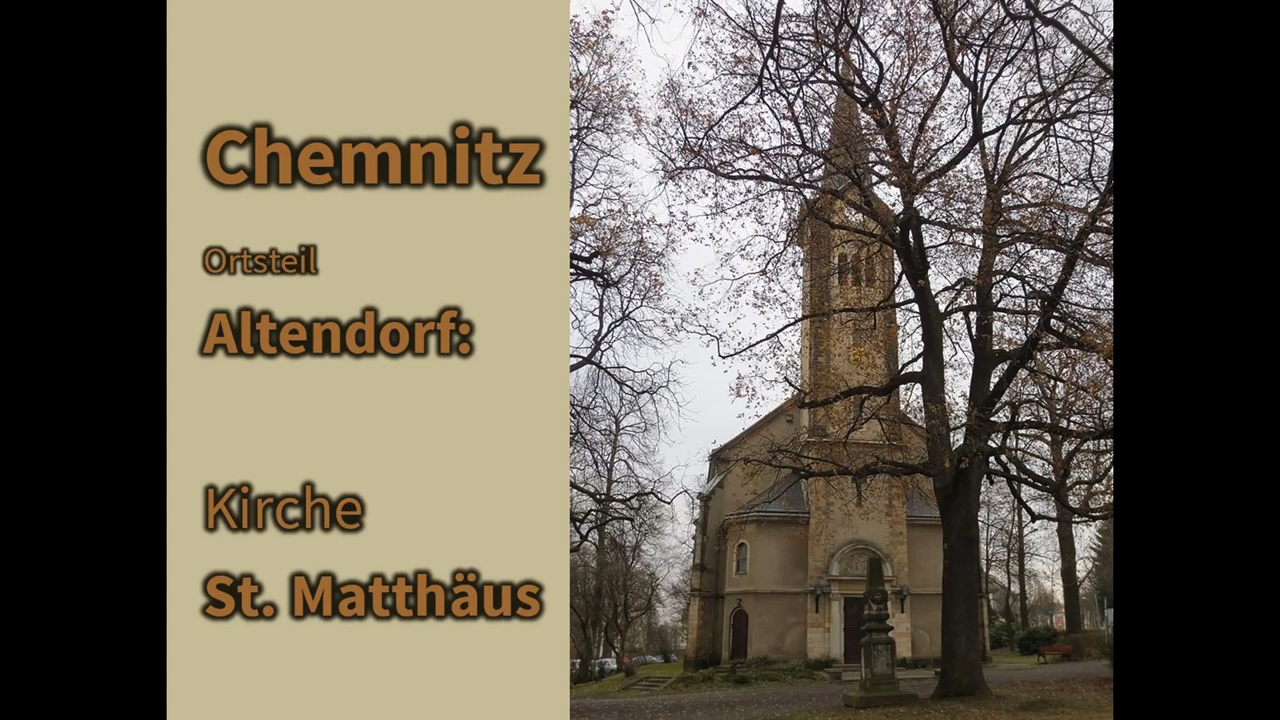 Chemnitz
Ortsteil
Altendorf:
Kirche
St. Matthäus